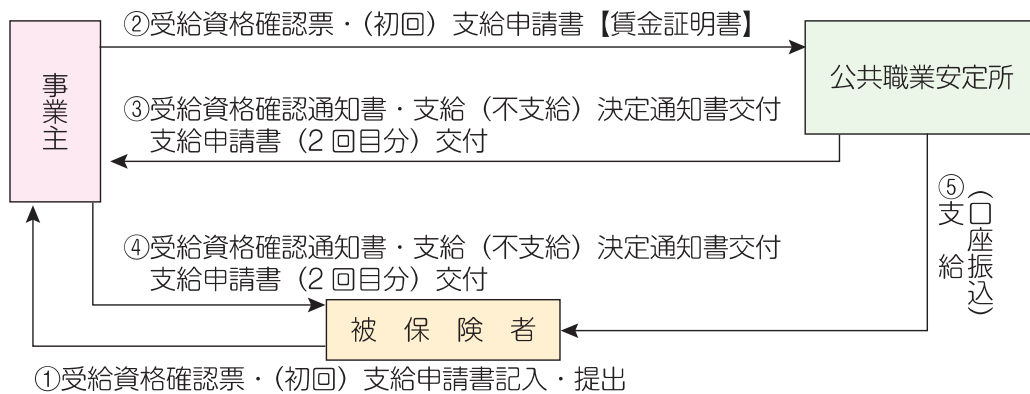 ②受給資格確認票・(初回)支給申請書【賃金証明書】
事業主
公共職業安定所
③受給資格確認通知書・支給(不支給)決定通知書交付
支給申請書(2回目分)交付
⑤支給
(口座振込)
④受給資格確認通知書・支給(不支給)決定通知書交付
支給申請書(2回目分)交付
被保険者
①受給資格確認票・(初回)支給申請書記入・提出